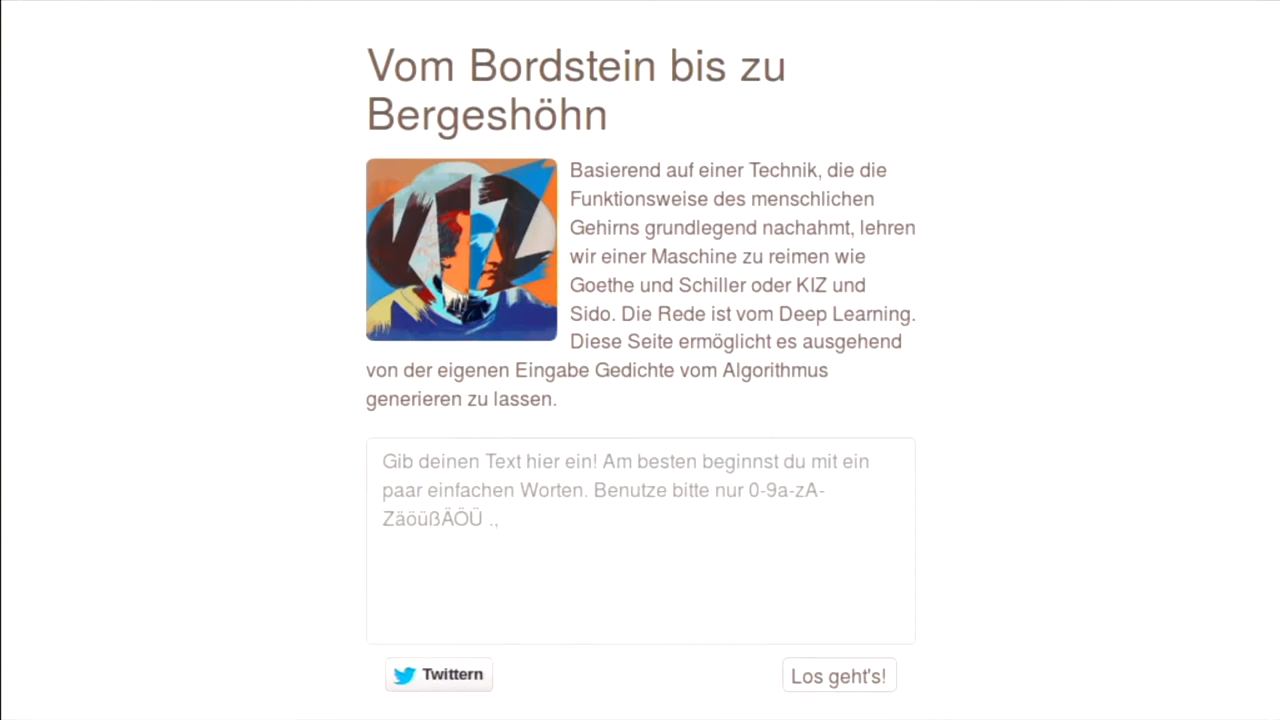 Vom Bordstein bis zu
Bergeshöhn
KIZ
Basierend auf einer Technik, die die
Funktionsweise des menschlichen
Gehirns grundlegend nachahmt, lehren
wir einer Maschine zu reimen wie
Goethe und Schiller oder KIZ und
Sido. Die Rede ist vom Deep Learning.
Diese Seite ermöglicht es ausgehend
von der eigenen Eingabe Gedichte vom Algorithmus
generieren zu lassen.
Gib deinen Text hier ein! Am besten beginnst du mit ein
paar einfachen Worten. Benutze bitte nur 0-9a-zA-
ZäöüßÄÖÜ .,
Twittern
Los geht's!